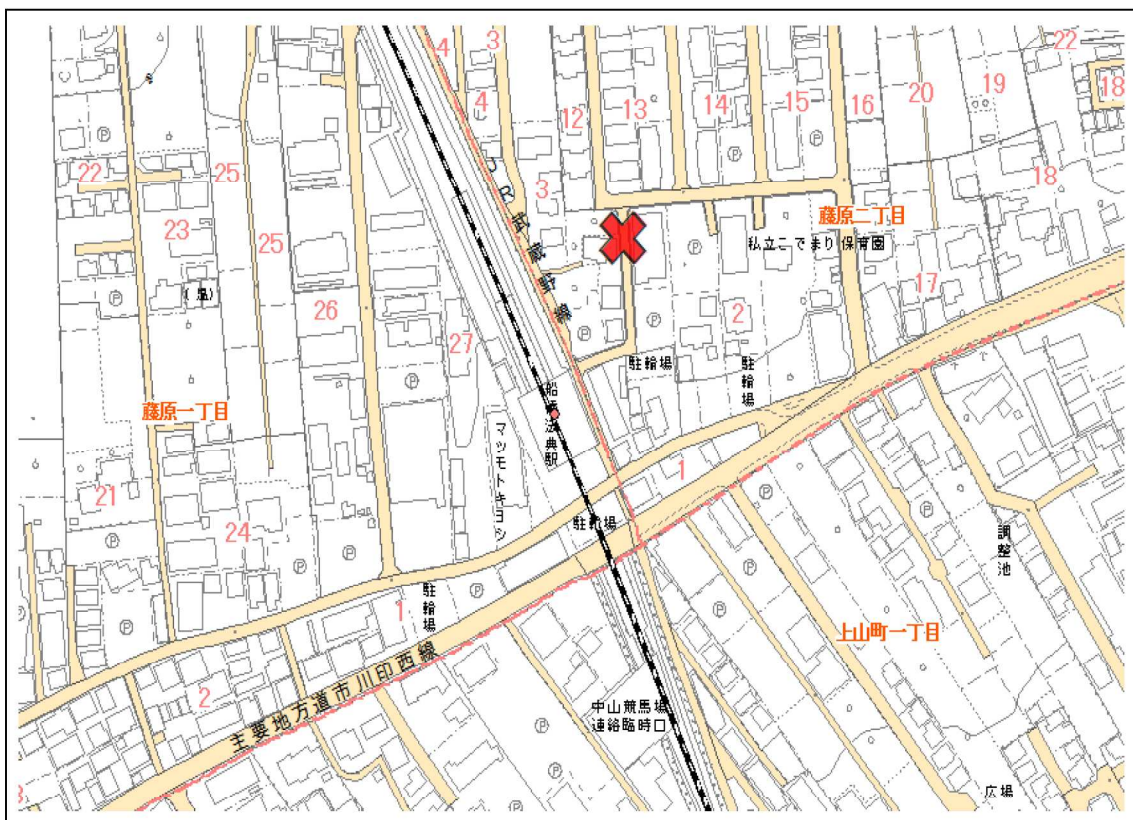 4
3
22
4
12
13
14
15
16
20
19
18
22
25
3
18
JR武蔵野線
藤原二丁目
23
私立こでまり保育園
25
(風)
26
17
27
2
駐輪場
駐輪場
船橋法典駅
藤原一丁目
マツモトキヨシ
21
1
24
駐輪場
調整池
駐輪場
1
上山町一丁目
2
主要地方道市川印西線
中山競馬場
連絡臨時口
広場
P